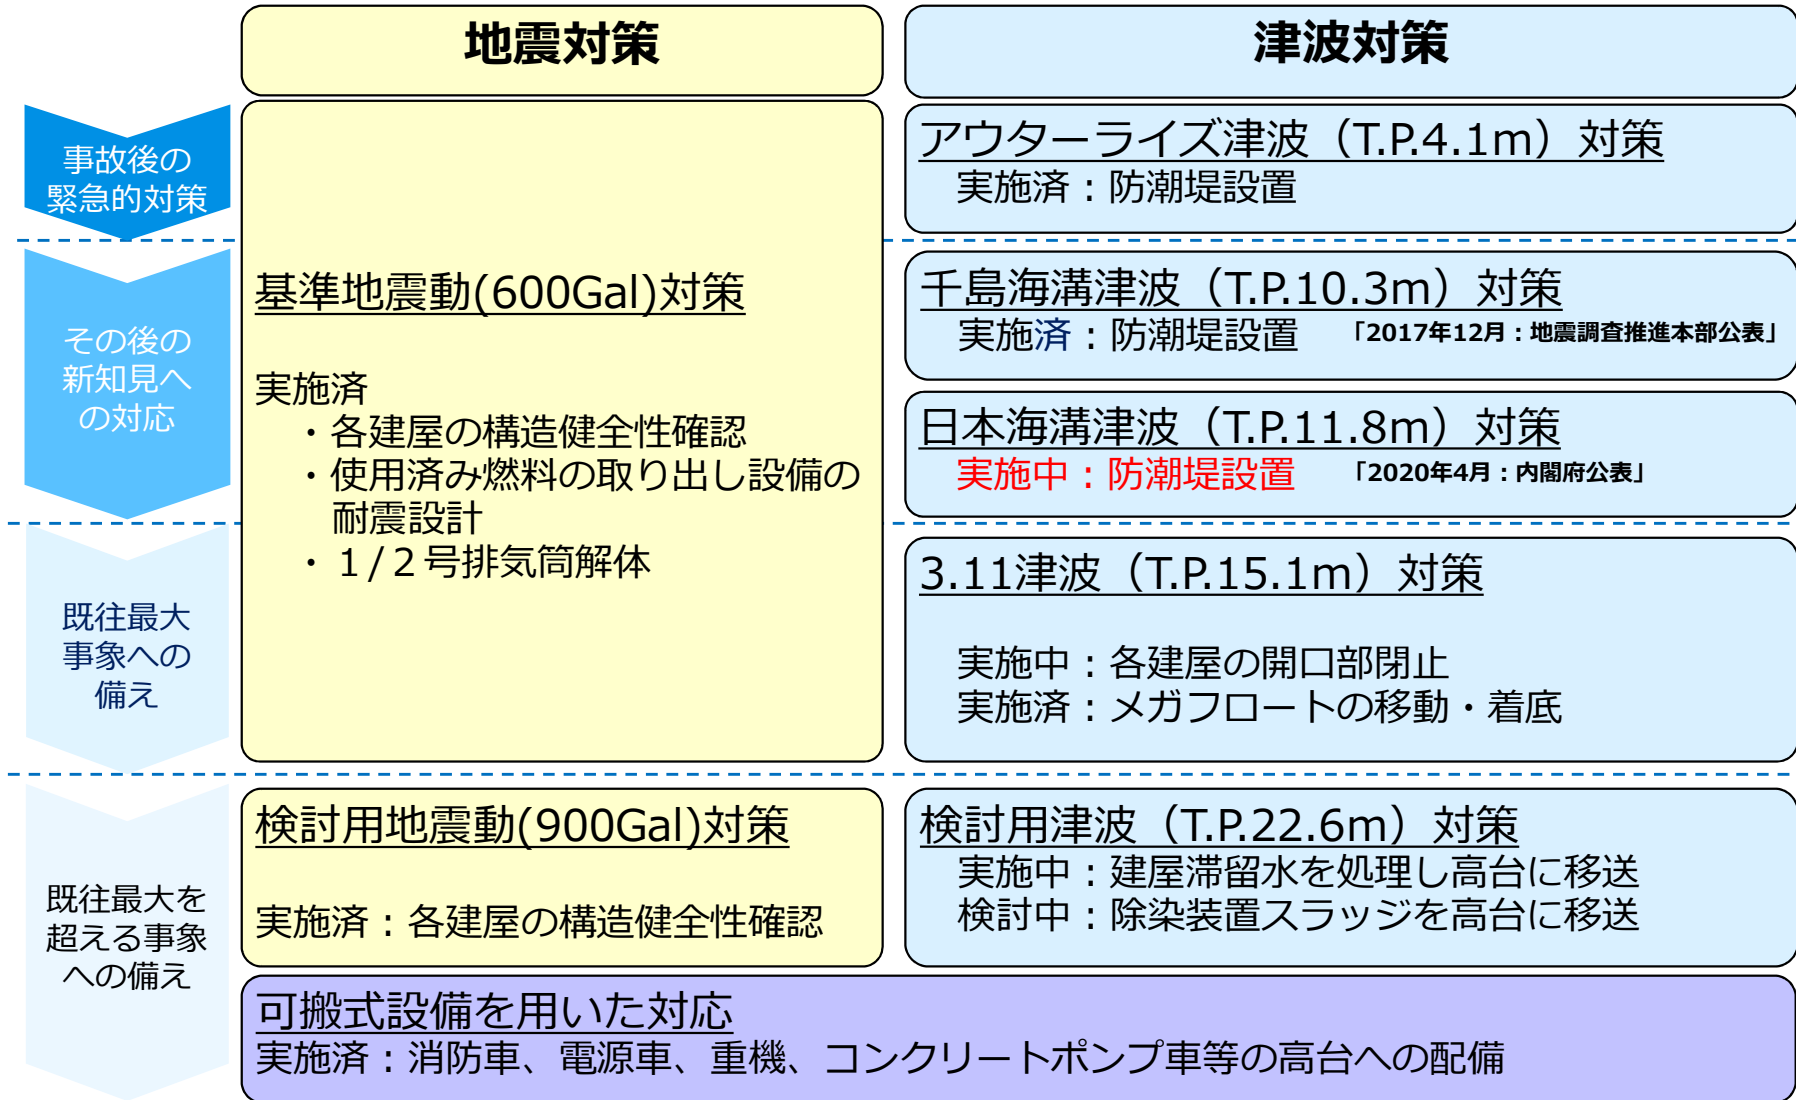 地震対策
津波対策
事故後の
緊急的対策
アウターライズ津波（T.P.4.1m）対策
実施済：防潮堤設置
その後の
新知見へ
の対応
基準地震動(600Gal)対策
実施済
・各建屋の構造健全性確認
・使用済み燃料の取り出し設備の
耐震設計
・１/２号排気筒解体
千島海溝津波（T.P.10.3m）対策
実施済：防潮堤設置 「2017年12月：地震調査推進本部公表」
日本海溝津波（T.P.11.8m）対策
実施中：防潮堤設置 「2020年4月：内閣府公表」
既往最大
事象への
備え
3.11津波（T.P.15.1m）対策
実施中：各建屋の開口部閉止
実施済：メガフロートの移動・着底
既往最大を
超える事象
への備え
検討用地震動(900Gal)対策
実施済：各建屋の構造健全性確認
検討用津波（T.P.22.6m）対策
実施中：建屋滞留水を処理し高台に移送
検討中：除染装置スラッジを高台に移送
可搬式設備を用いた対応
実施済：消防車、電源車、重機、コンクリートポンプ車等の高台への配備